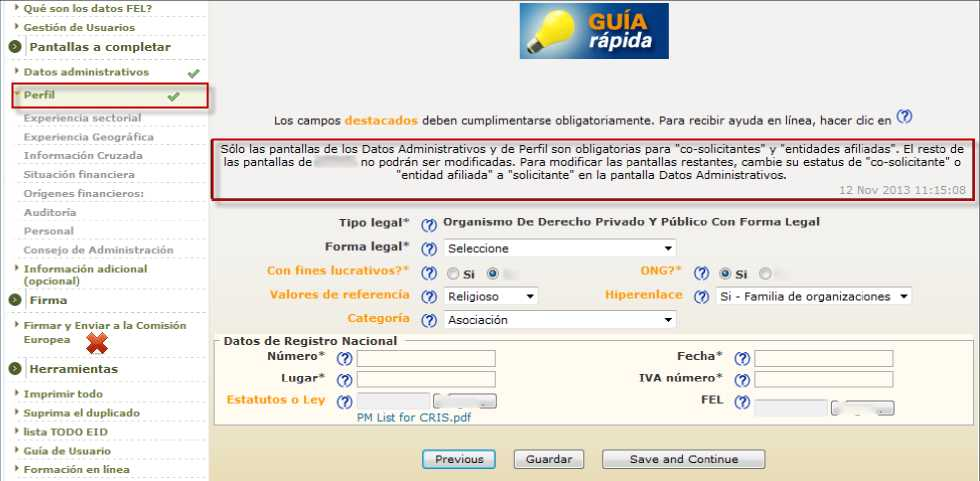 Qué son los datos FEL?
Gestión de Usuarios
Pantallas a completar
Datos administrativos
Perfil
Experiencia sectorial
Experiencia Geográfica
Información Cruzada
Situación financiera
Orígenes financieros:
Auditoría
Personal
Consejo de Administración
Información adicional
(opcional)
Firma
Firmar y Enviar a la Comisión
Europea
Herramientas
Imprimir todo
Suprima el duplicado
lista TODO EID
Guía de Usuario
Formación en línea
GUÍA
rápida
Los campos destacados deben cumplimentarse obligatoriamente. Para recibir ayuda en línea, hacer clic en (?)
Sólo las pantallas de los Datos Administrativos y de Perfil son obligatorias para "co-solicitantes" y "entidades afiliadas". El resto de
las pantallas de no podrán ser modificadas. Para modificar las pantallas restantes, cambie su estatus de "co-solicitante" o
"entidad afiliada" a "solicitante" en la pantalla Datos Administrativos.
12 Nov 2013 11:15:08
Tipo legal* (?) Organismo De Derecho Privado Y Público Con Forma Legal
Forma legal* (?) Seleccione
Con fines lucrativos?* (?) Si ONG?* (?) Si
Valores de referencia (?) Religioso Hiperenlace (?) Si - Familia de organizaciones
Categoría (?) Asociación
Datos de Registro Nacional
Número* (?) Fecha* (?)
Lugar* (?) IVA número* (?)
Estatutos o Ley (?) FEL (?)
PM List for CRIS.pdf
Previous Guardar Save and Continue